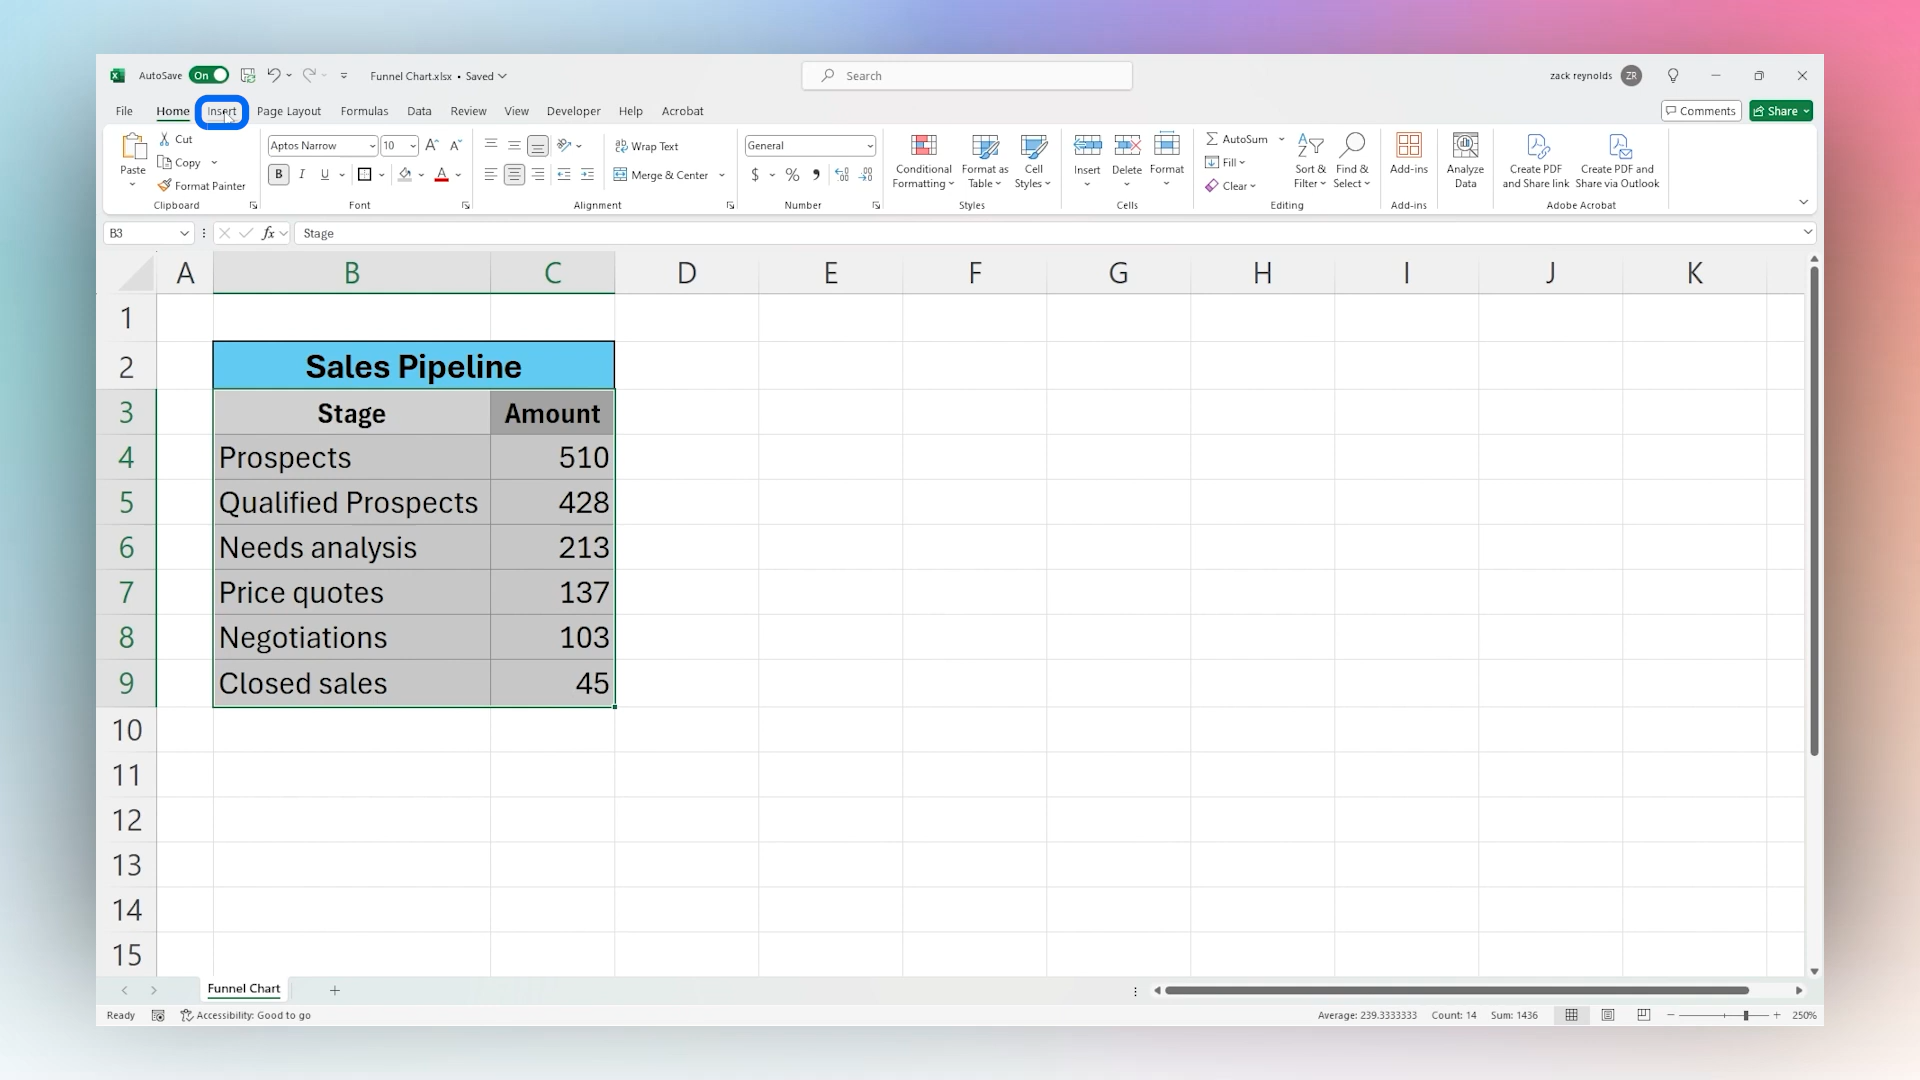 AutoSave On Funnel Chart.xlsx • Saved Search zack reynolds ZR
File Home Insert Page Layout Formulas Data Review View Developer Help Acrobat Comments Share
Paste
Cut
Copy
Format Painter
Clipboard
Aptos Narrow 10
B I U
Font
Wrap Text
Merge & Center
Alignment
General
$ % ,
Number
Conditional
Formatting
Format as
Table
Cell
Styles
Styles
Insert
Delete
Format
Cells
AutoSum
Fill
Clear
Sort &
Filter
Find &
Select
Editing
Add-ins
Add-ins
Analyze
Data
Create PDF
and Share link
Create PDF and
Share via Outlook
Adobe Acrobat
B3 fx Stage
A B C D E F G H I J K
1
2 Sales Pipeline
3 Stage Amount
4 Prospects 510
5 Qualified Prospects 428
6 Needs analysis 213
7 Price quotes 137
8 Negotiations 103
9 Closed sales 45
10
11
12
13
14
15
Funnel Chart
Ready Accessibility: Good to go Average: 239.3333333 Count: 14 Sum: 1436 250%